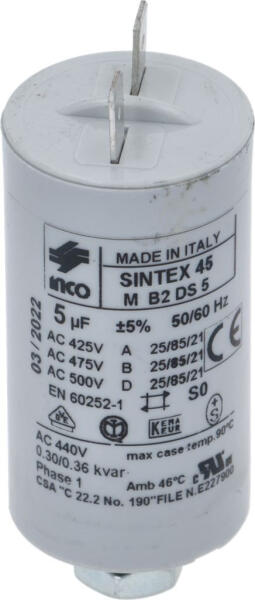 inco
MADE IN ITALY
SINTEX 45
M B2 DS 5
5 µF ±5% 50/60 Hz
AC 425V A 25/85/21
AC 475V B 25/85/21
AC 500V D 25/85/21
EN 60252-1 S0
03/2022
CE
KEMA
KEUR
AC 440V max case temp.90°C
0.30/0.36 kvar
Phase 1 Amb 46°C
CSA "C 22.2 No. 190"FILE N.E227900